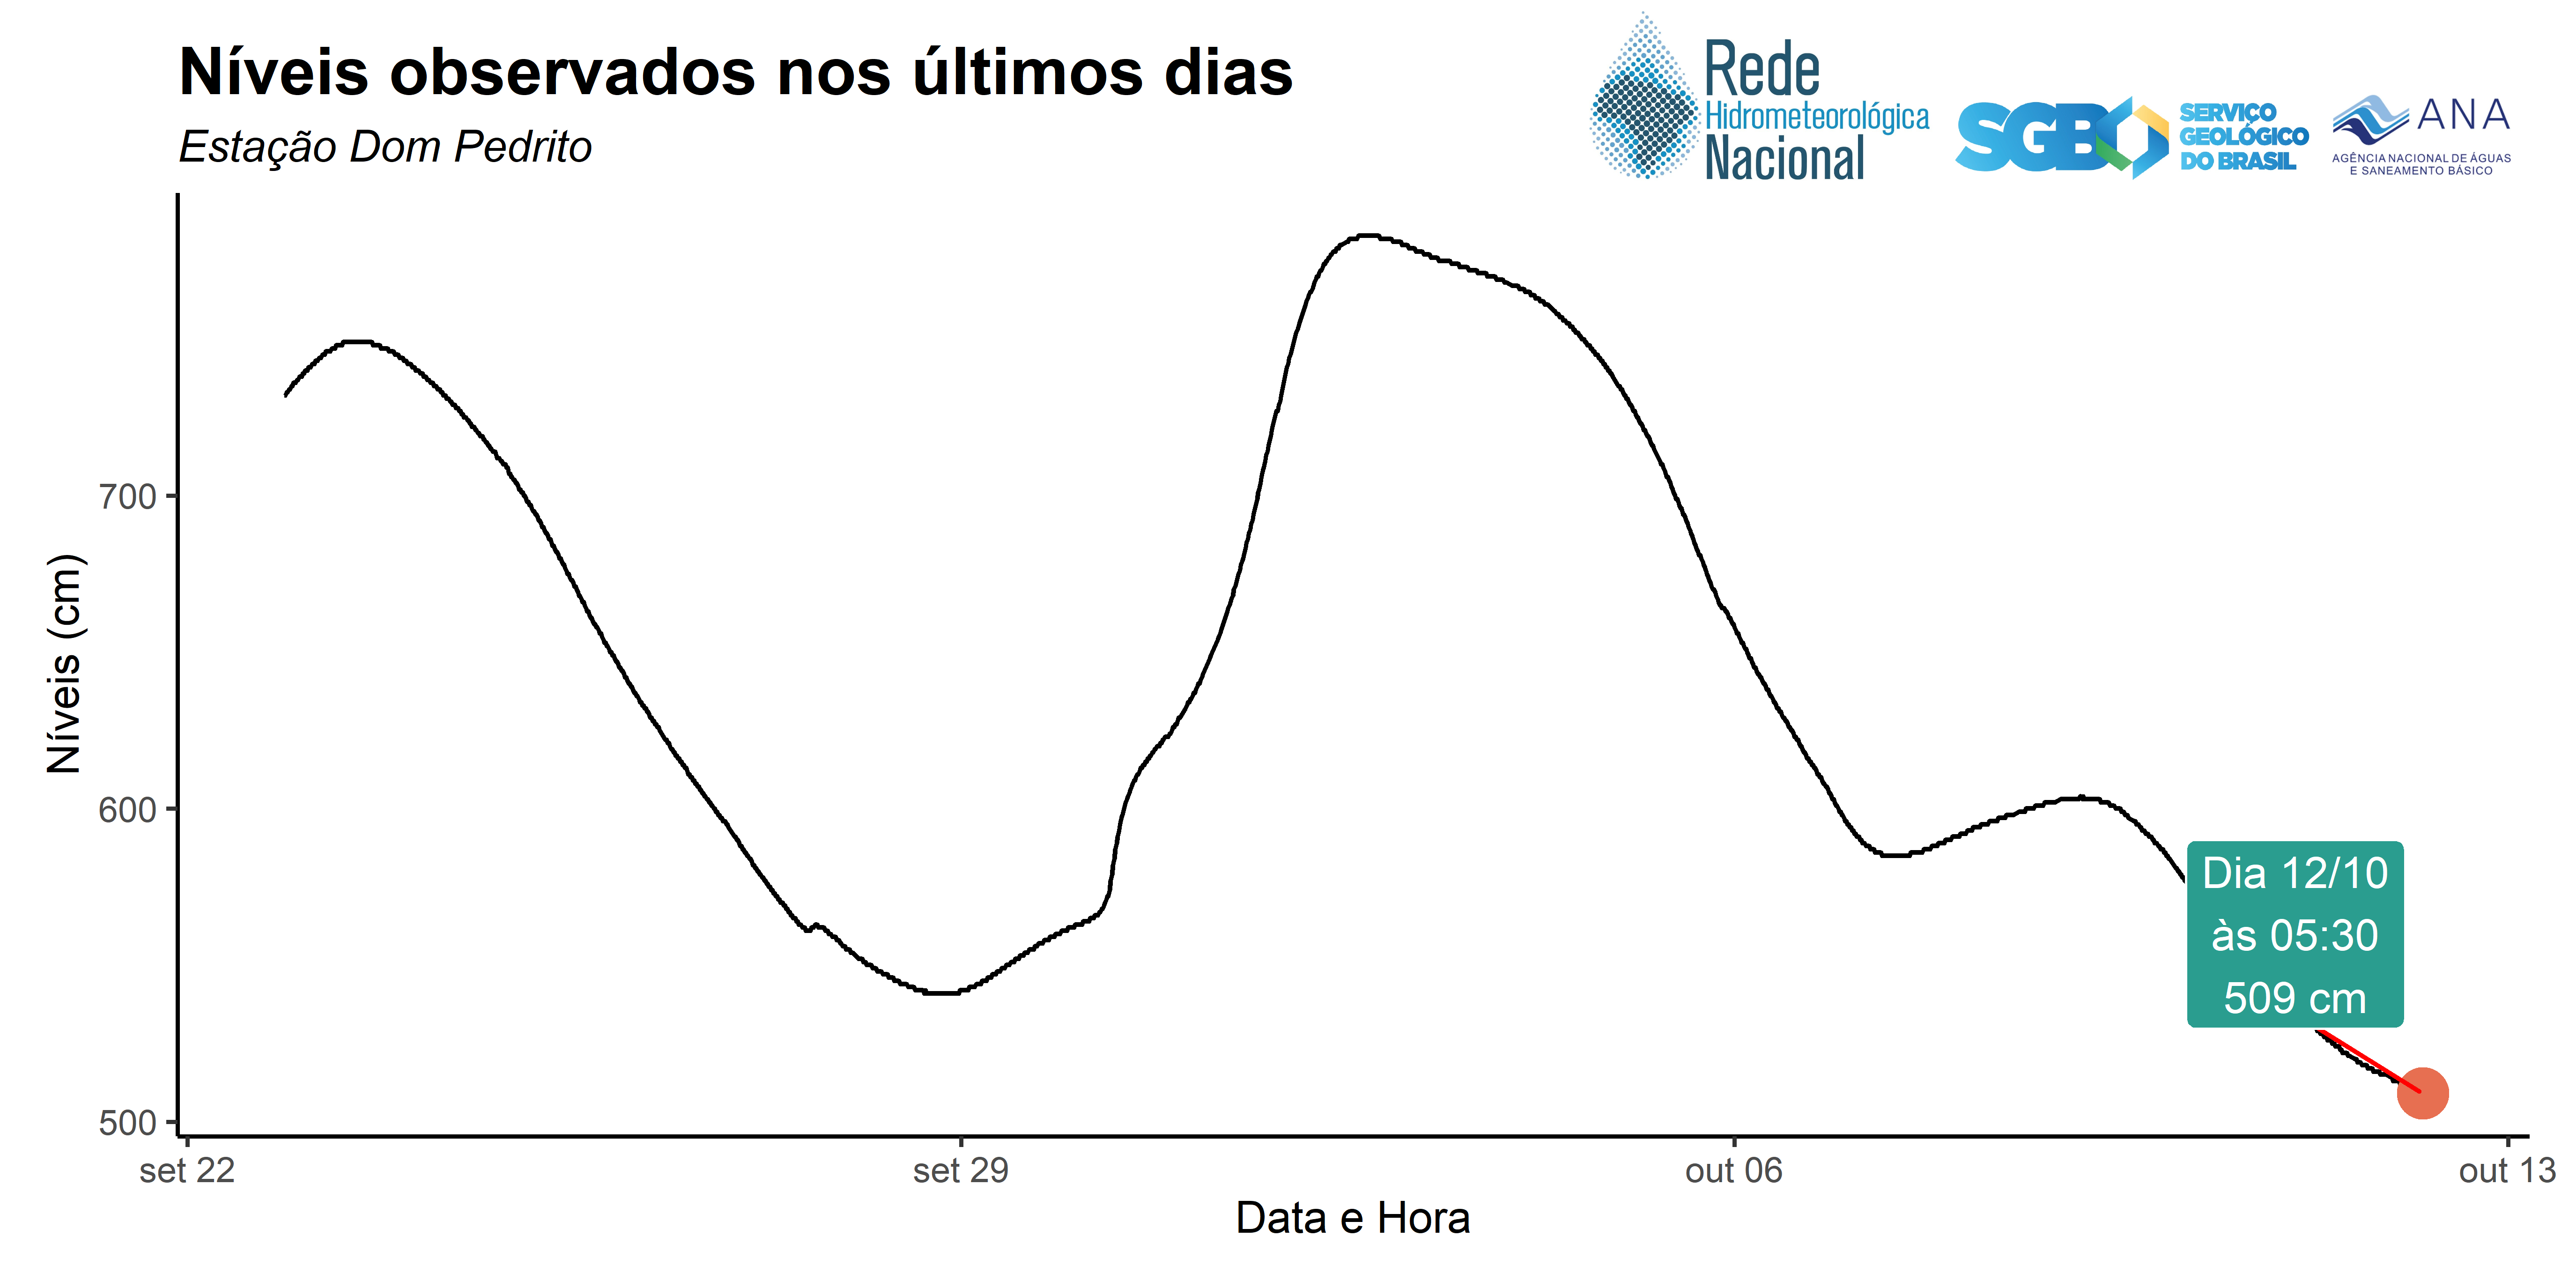 Níveis observados nos últimos dias
Estação Dom Pedrito
Rede
Hidrometeorológica
Nacional
SGB
SERVIÇO
GEOLÓGICO
DO BRASIL
ANA
AGÊNCIA NACIONAL DE ÁGUAS
E SANEAMENTO BÁSICO
Níveis (cm)
700
600
500
Dia 12/10
às 05:30
509 cm
set 22
set 29
out 06
out 13
Data e Hora